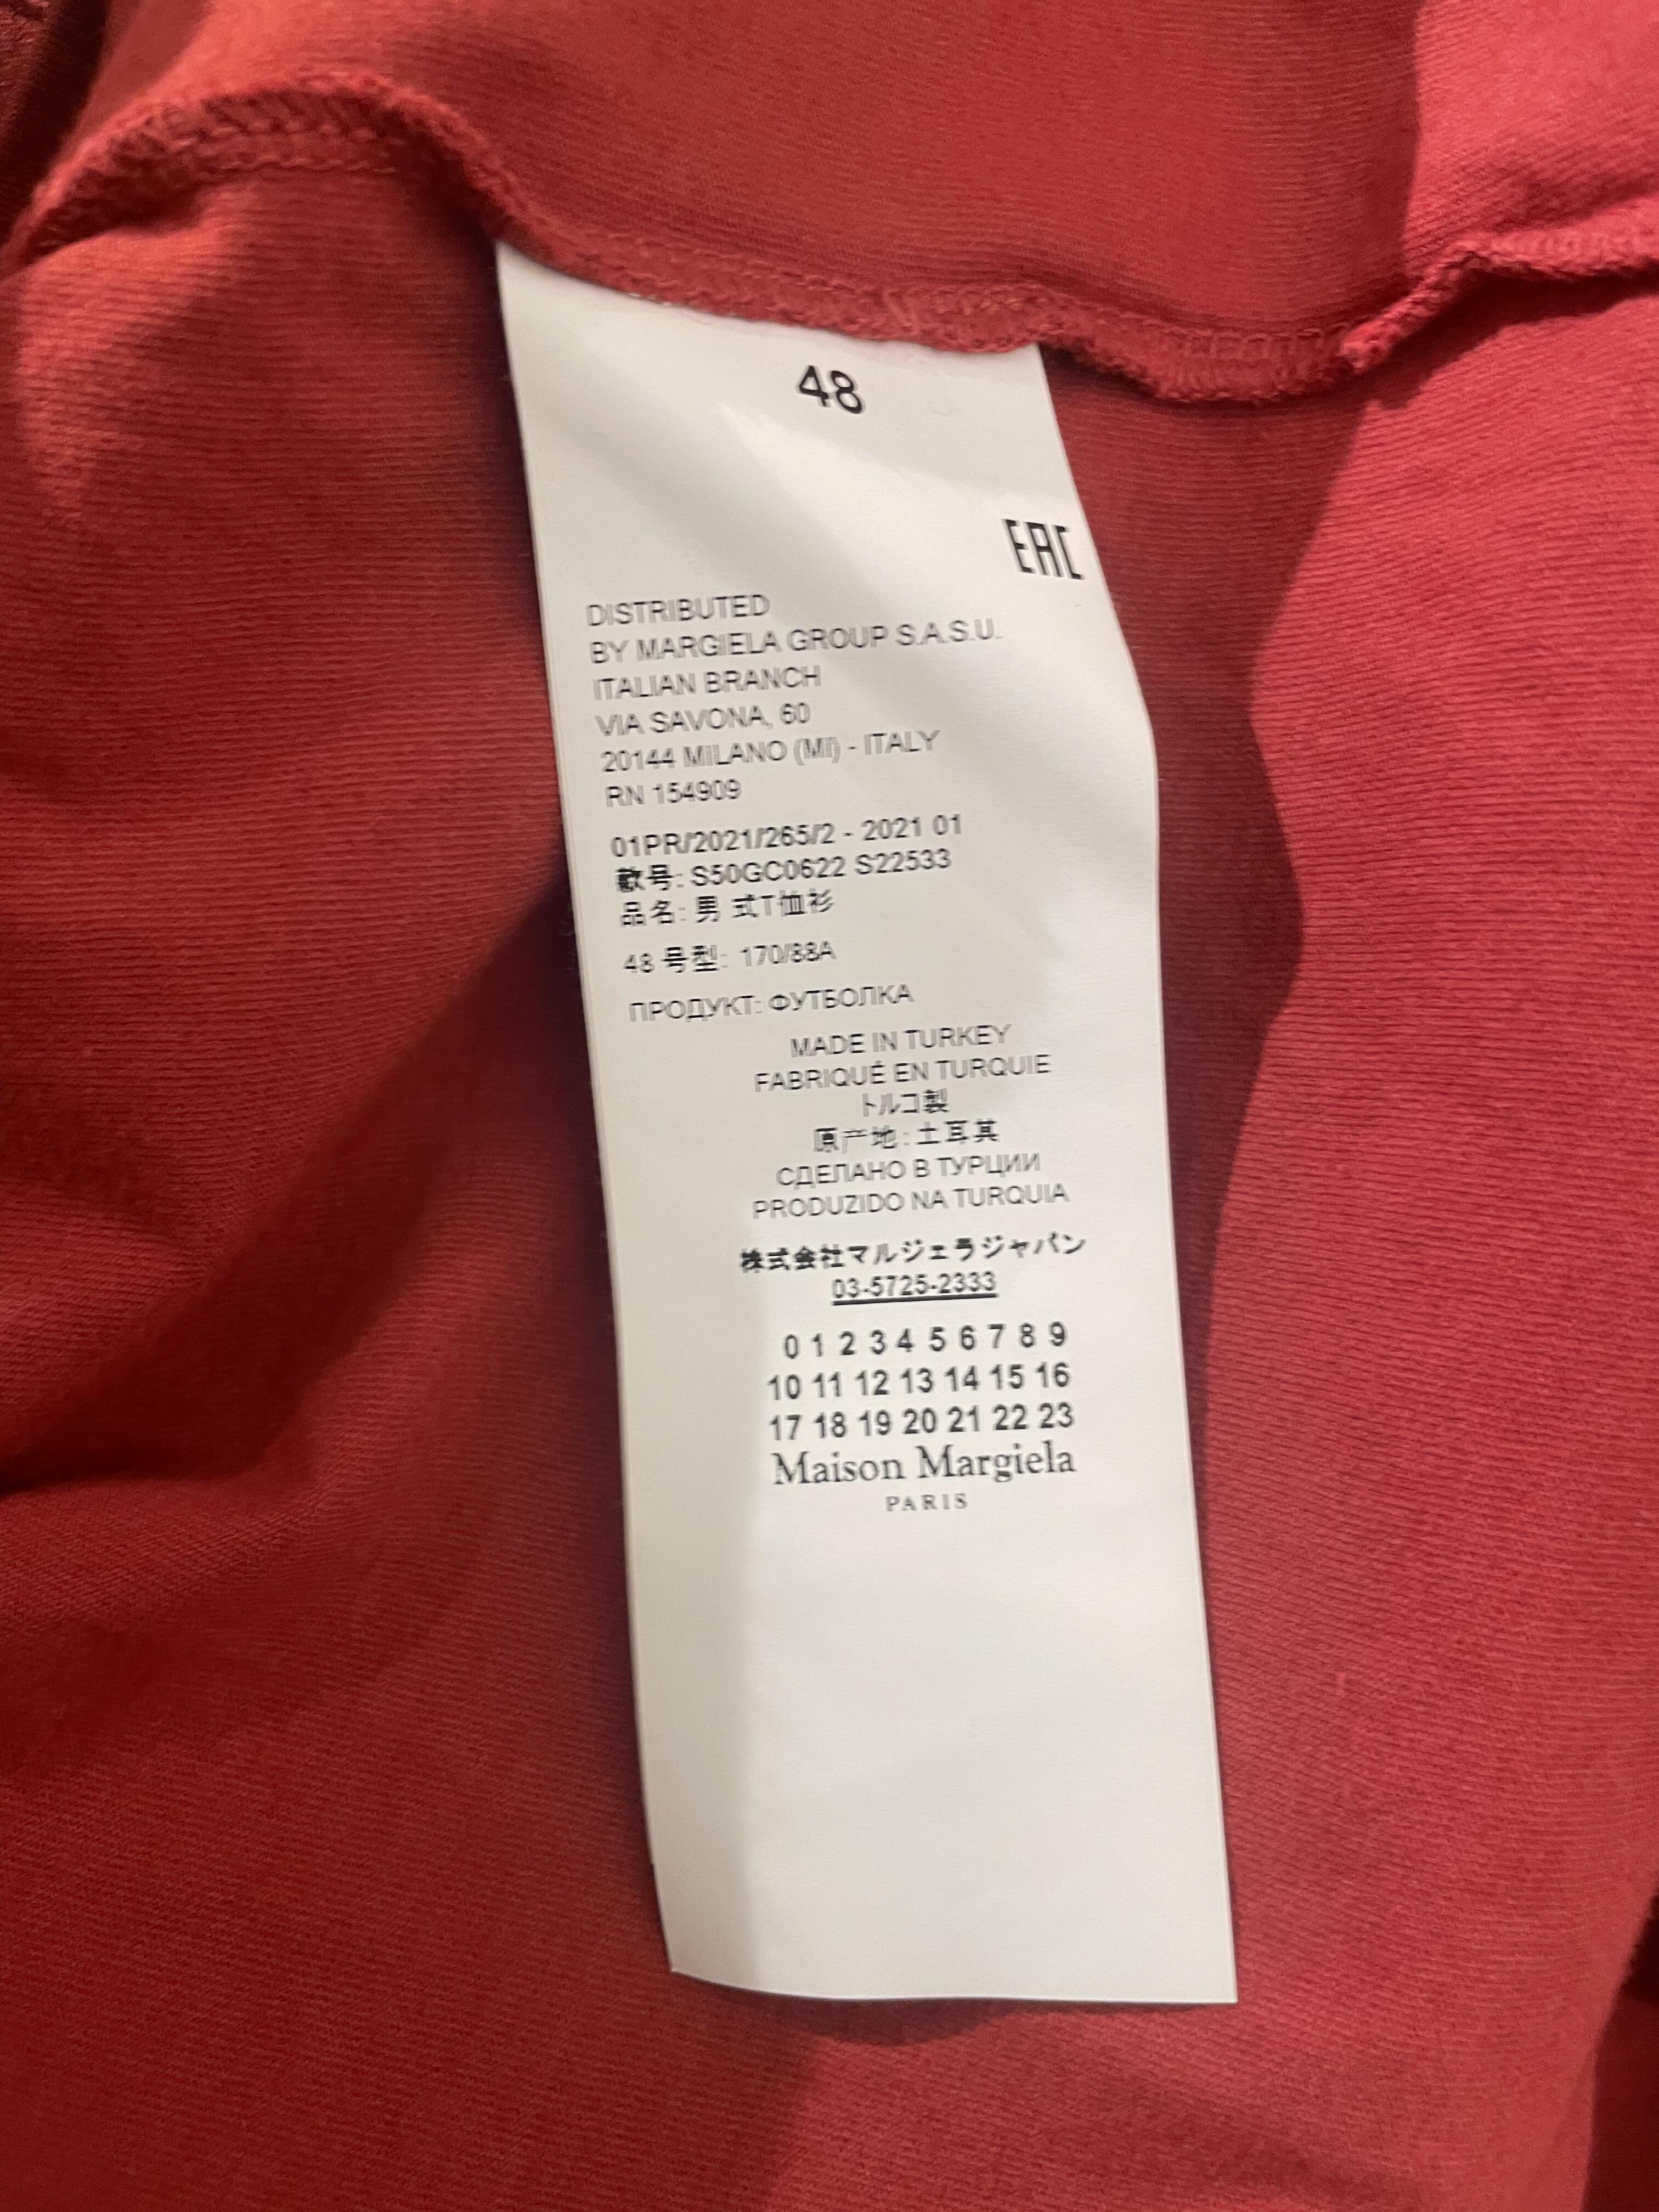 48
EAC
DISTRIBUTED
BY MARGIELA GROUP S.A.S.U.
ITALIAN BRANCH
VIA SAVONA, 60
20144 MILANO (MI) - ITALY
RN 154909
01PR/2021/265/2 - 2021 01
款号: S50GC0622 S22533
品名: 男 式T恤衫
48 号型: 170/88A
ПРОДУКТ: ФУТБОЛКА
MADE IN TURKEY
FABRIQUÉ EN TURQUIE
トルコ製
原产地: 土耳其
СДЕЛАНО В ТУРЦИИ
PRODUZIDO NA TURQUIA
株式会社マルジェラジャパン
03-5725-2333
0 1 2 3 4 5 6 7 8 9
10 11 12 13 14 15 16
17 18 19 20 21 22 23
Maison Margiela
PARIS